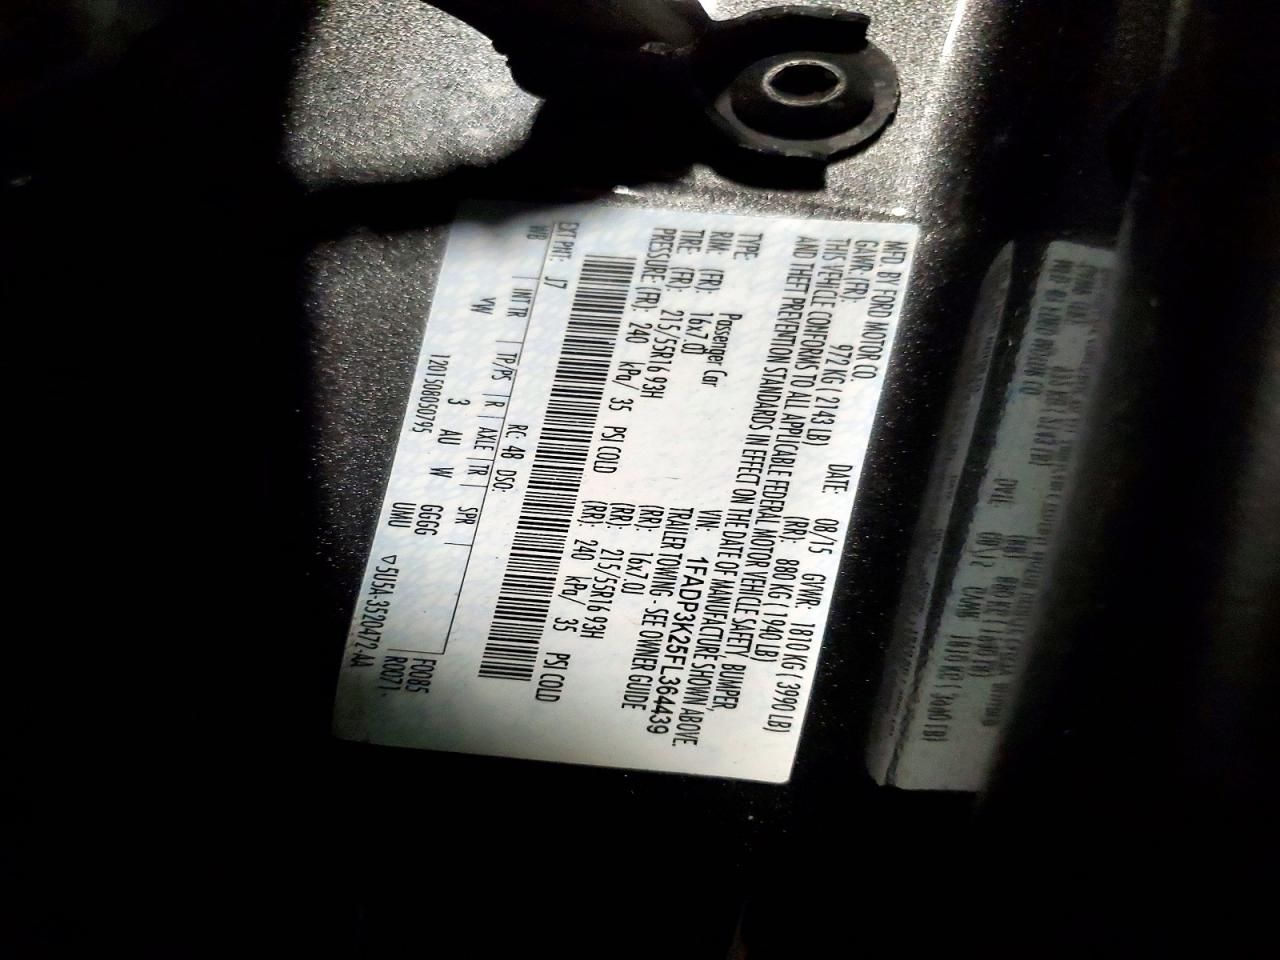 MFD. BY FORD MOTOR CO.
DATE: 08/15 GVWR: 1810 KG ( 3990 LB)
GAWR: (FR): 972 KG ( 2143 LB) (RR): 880 KG ( 1940 LB)
THIS VEHICLE CONFORMS TO ALL APPLICABLE FEDERAL MOTOR VEHICLE SAFETY, BUMPER,
AND THEFT PREVENTION STANDARDS IN EFFECT ON THE DATE OF MANUFACTURE SHOWN ABOVE.
VIN: 1FADP3K25FL364439
TYPE: Passenger Car TRAILER TOWING - SEE OWNER GUIDE
RIM: (FR): 16x7.0J (RR): 16x7.0J
TIRE: (FR): 215/55R16 93H (RR): 215/55R16 93H
PRESSURE: (FR): 240 kPa/ 35 PSI COLD (RR): 240 kPa/ 35 PSI COLD
EXT PNT: J7 RC: 48 DSO:
WB INT TR TP/PS R AXLE TR SPR F0085
VW 3 AU W GGGG R0071-
1201508050795 UMU ▽5U5A-3520472-AA